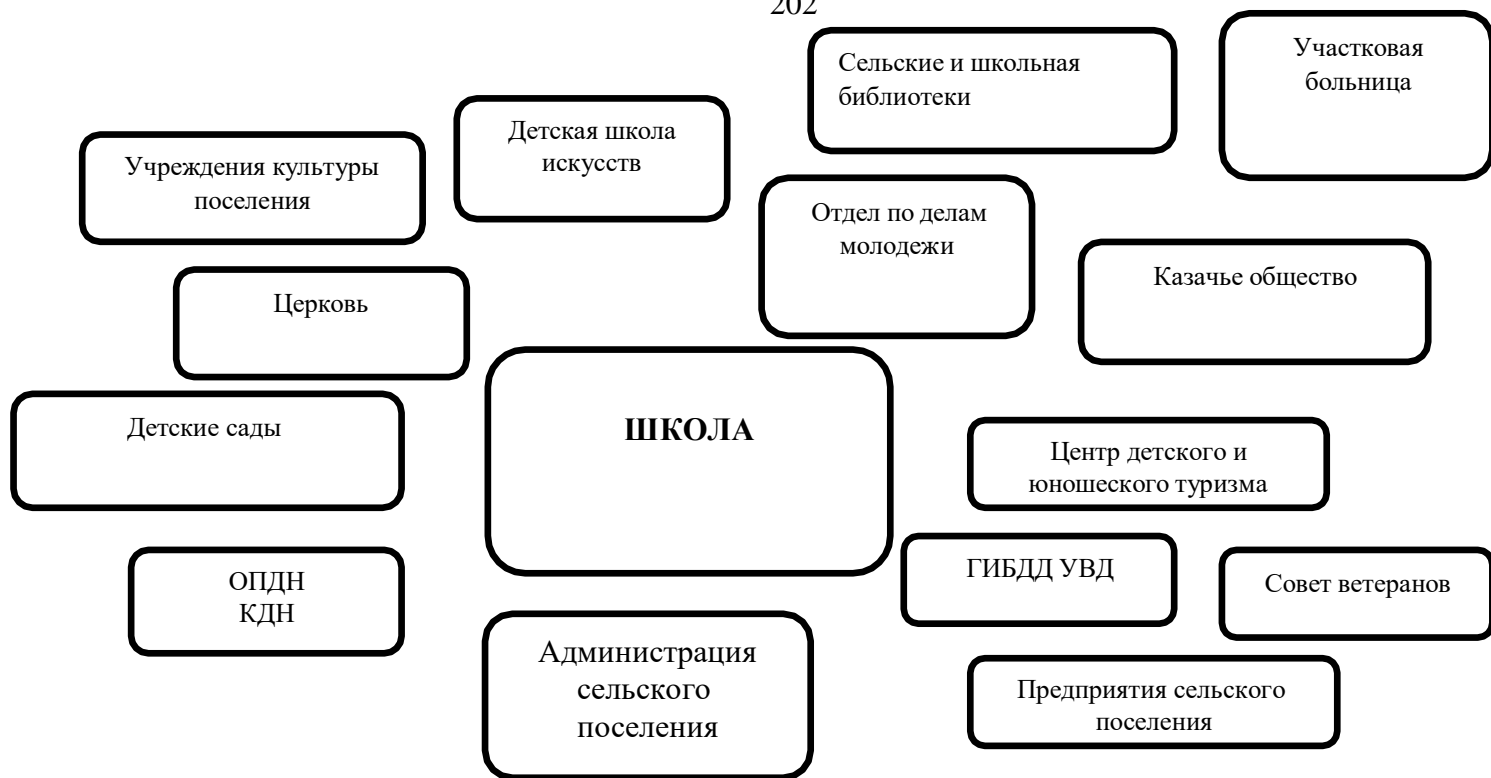 202
Сельские и школьная
библиотеки
Участковая
больница
Детская школа
искусств
Учреждения культуры
поселения
Отдел по делам
молодежи
Казачье общество
Церковь
Детские сады
ШКОЛА
Центр детского и
юношеского туризма
ОПДН
КДН
ГИБДД УВД
Совет ветеранов
Администрация
сельского
поселения
Предприятия сельского
поселения